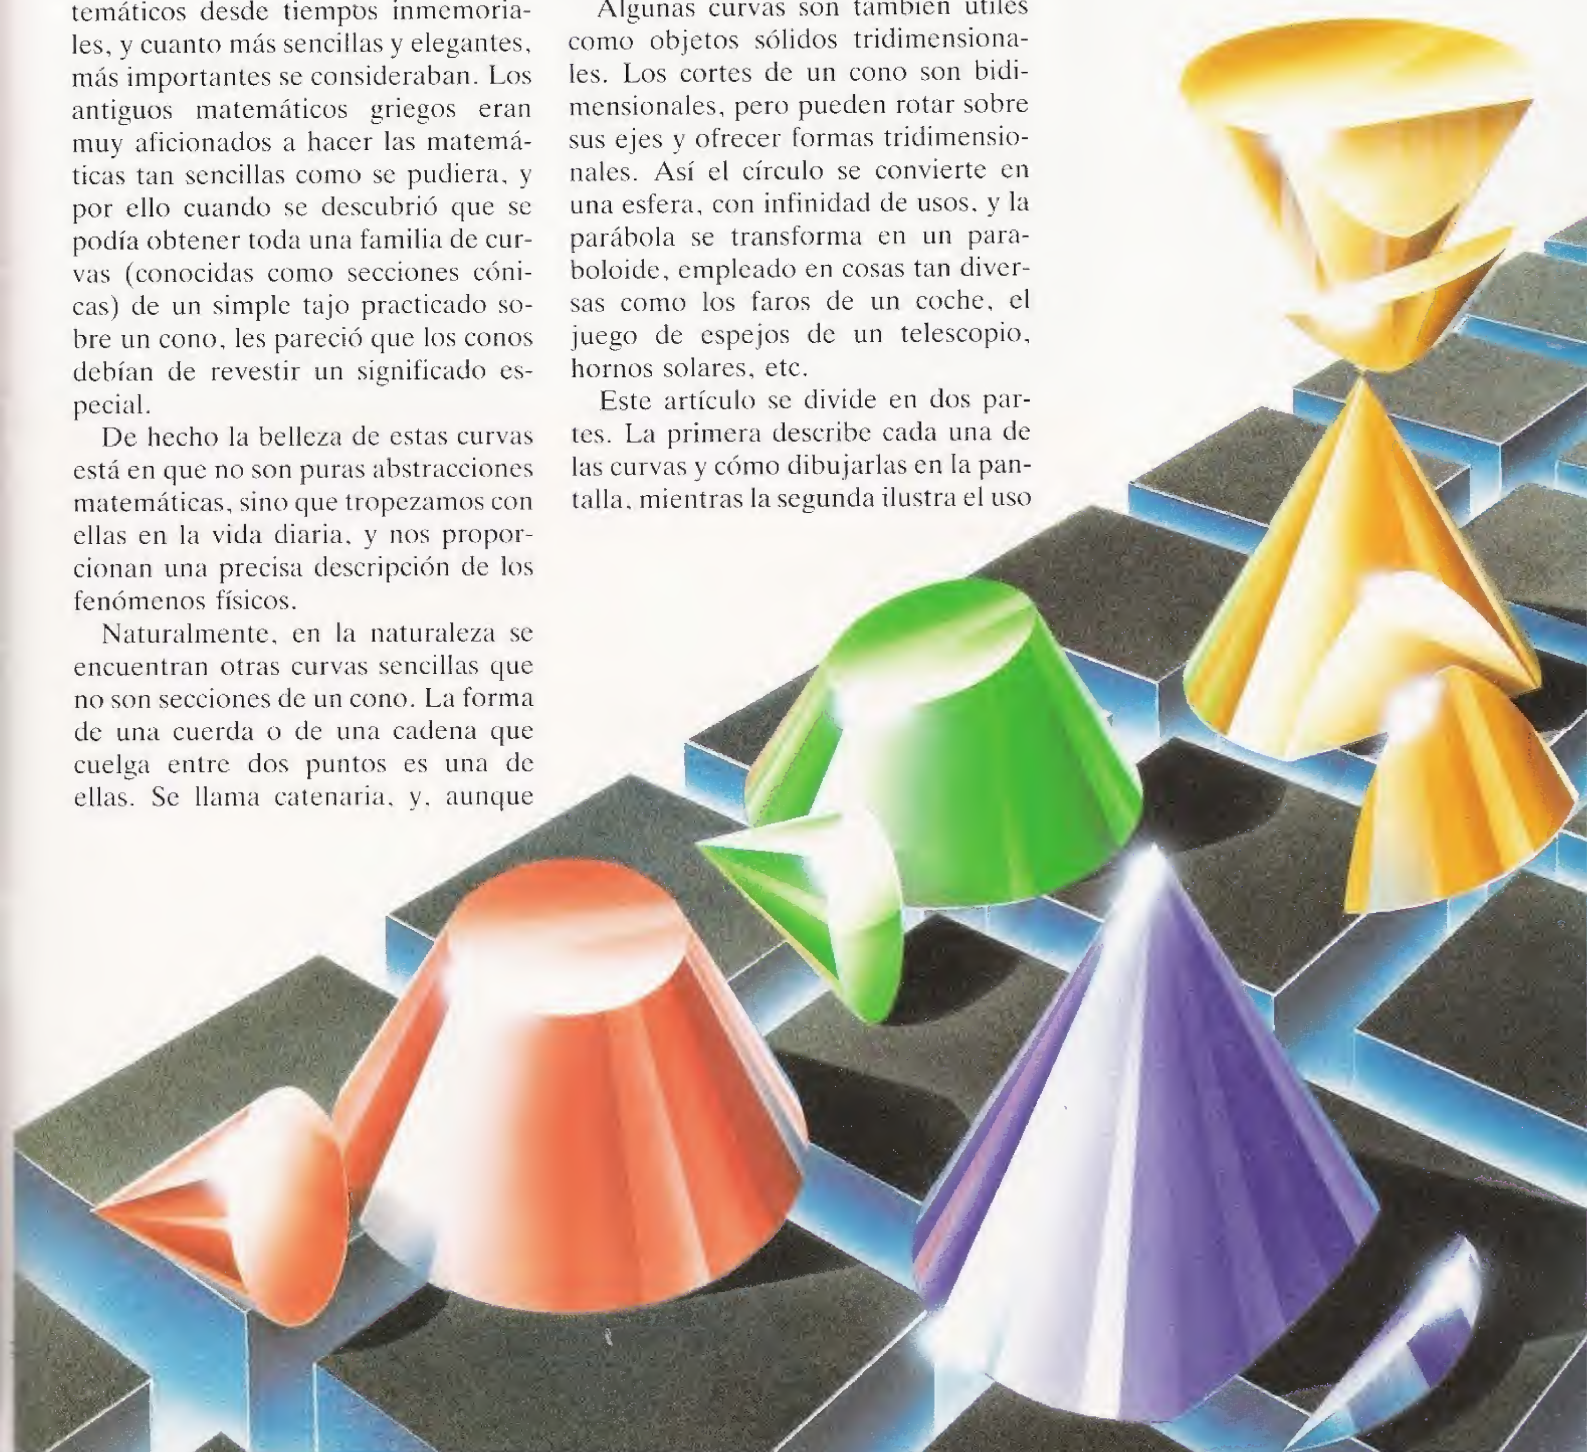 temáticos desde tiempos inmemoria-
les, y cuanto más sencillas y elegantes,
más importantes se consideraban. Los
antiguos matemáticos griegos eran
muy aficionados a hacer las matemá-
ticas tan sencillas como se pudiera, y
por ello cuando se descubrió que se
podía obtener toda una familia de cur-
vas (conocidas como secciones cóni-
cas) de un simple tajo practicado so-
bre un cono, les pareció que los conos
debían de revestir un significado es-
pecial.
De hecho la belleza de estas curvas
está en que no son puras abstracciones
matemáticas, sino que tropezamos con
ellas en la vida diaria, y nos propor-
cionan una precisa descripción de los
fenómenos físicos.
Naturalmente, en la naturaleza se
encuentran otras curvas sencillas que
no son secciones de un cono. La forma
de una cuerda o de una cadena que
cuelga entre dos puntos es una de
ellas. Se llama catenaria, y, aunque
Algunas curvas son también útiles
como objetos sólidos tridimensiona-
les. Los cortes de un cono son bidi-
mensionales, pero pueden rotar sobre
sus ejes y ofrecer formas tridimensio-
nales. Así el círculo se convierte en
una esfera, con infinidad de usos, y la
parábola se transforma en un para-
boloide, empleado en cosas tan diver-
sas como los faros de un coche, el
juego de espejos de un telescopio,
hornos solares, etc.
Este artículo se divide en dos par-
tes. La primera describe cada una de
las curvas y cómo dibujarlas en la pan-
talla, mientras la segunda ilustra el uso